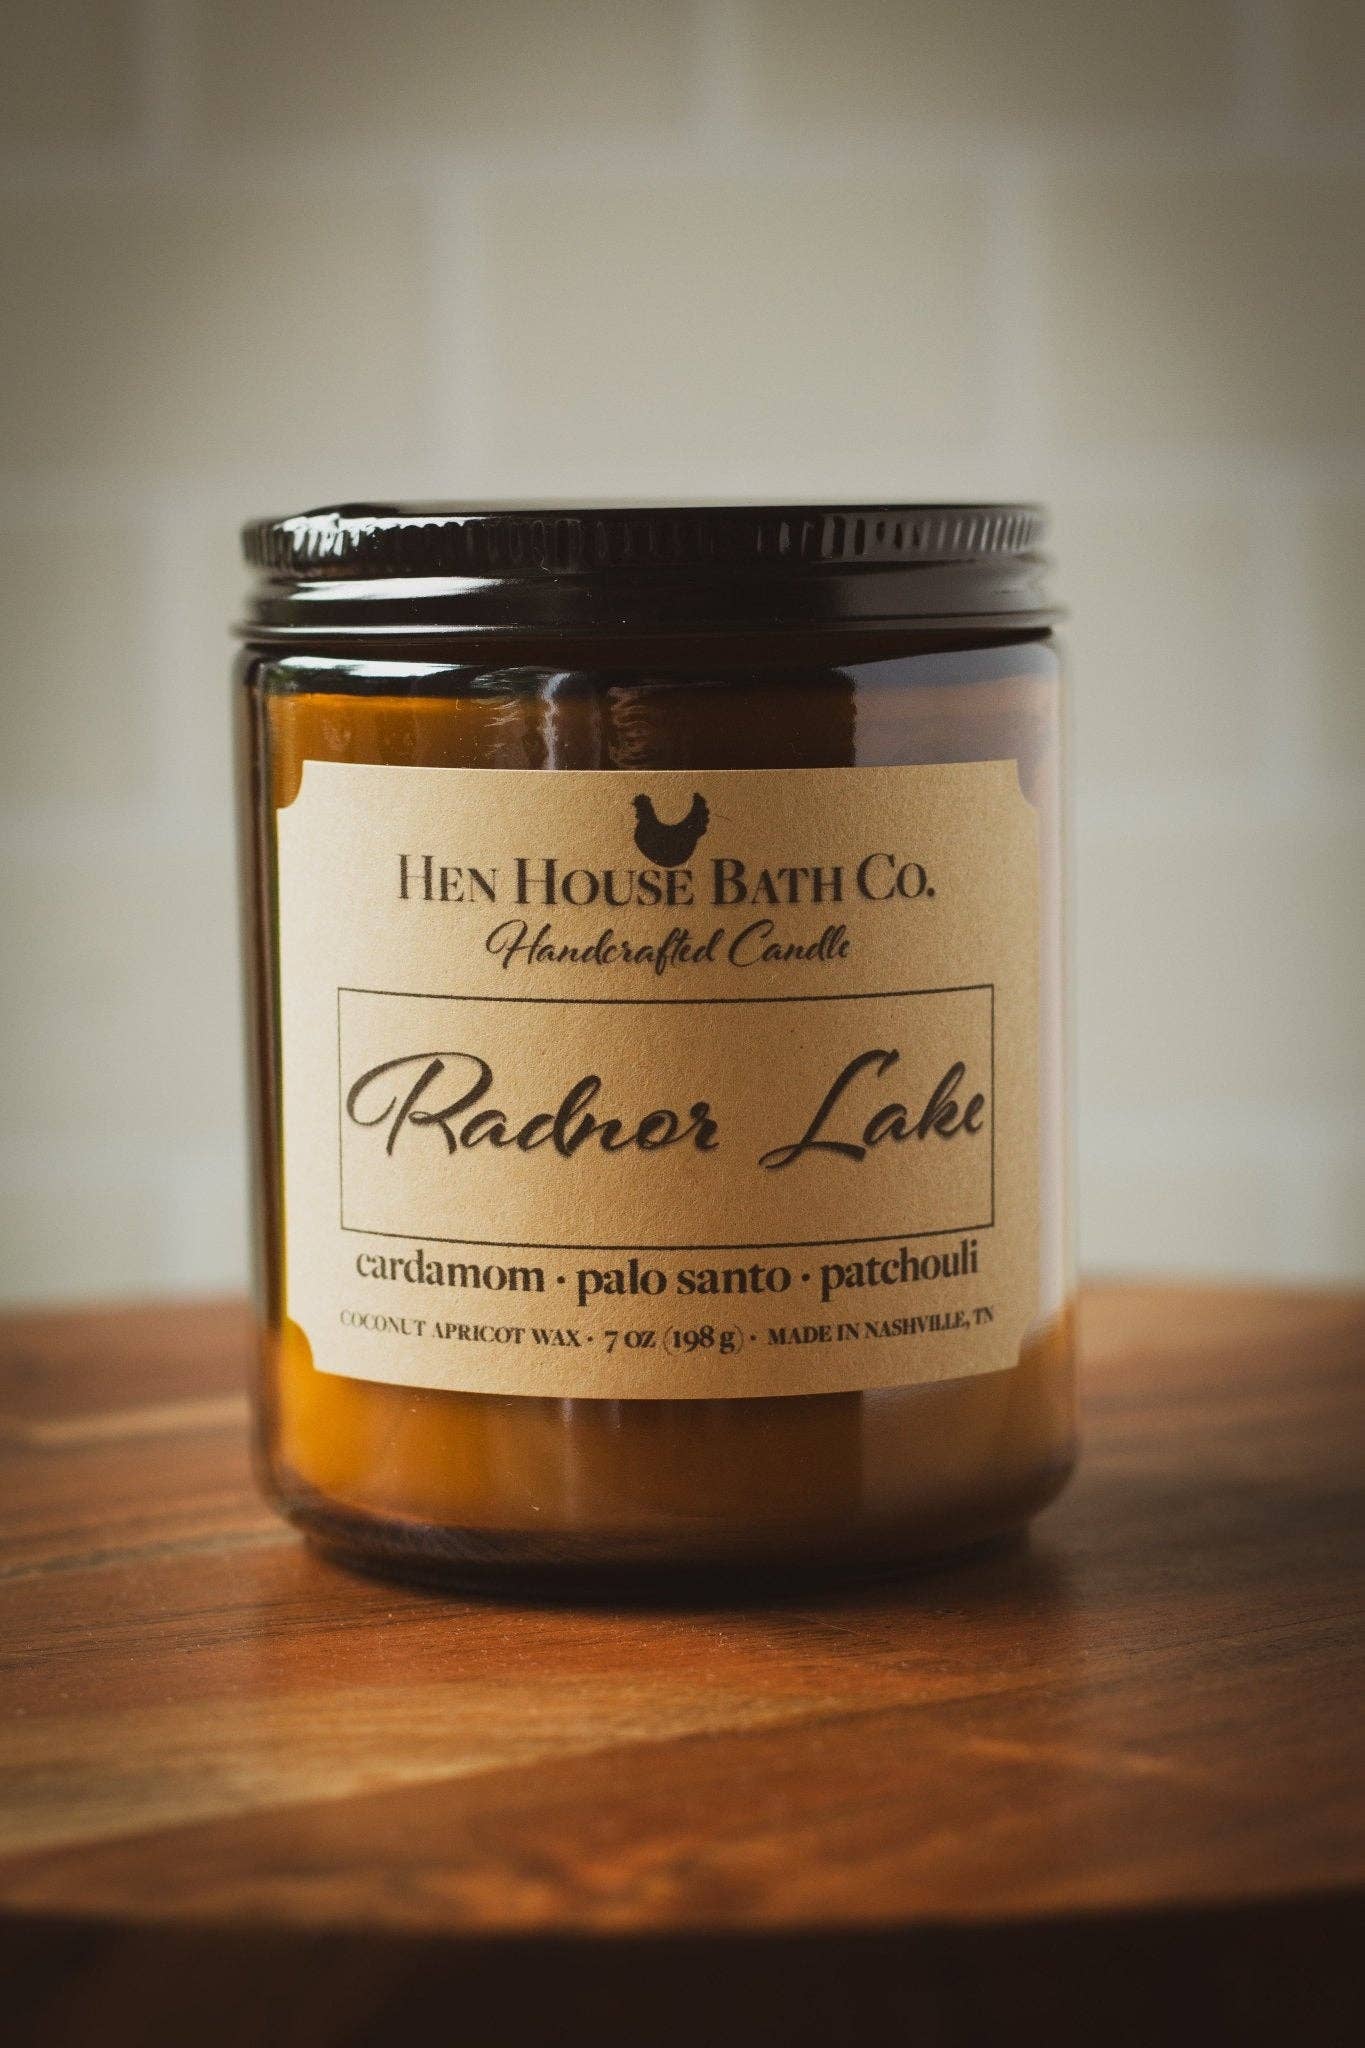 HEN HOUSE BATH CO.
Handcrafted Candle
Radnor Lake
cardamom · palo santo · patchouli
COCONUT APRICOT WAX · 7 OZ (198 g) · MADE IN NASHVILLE, TN